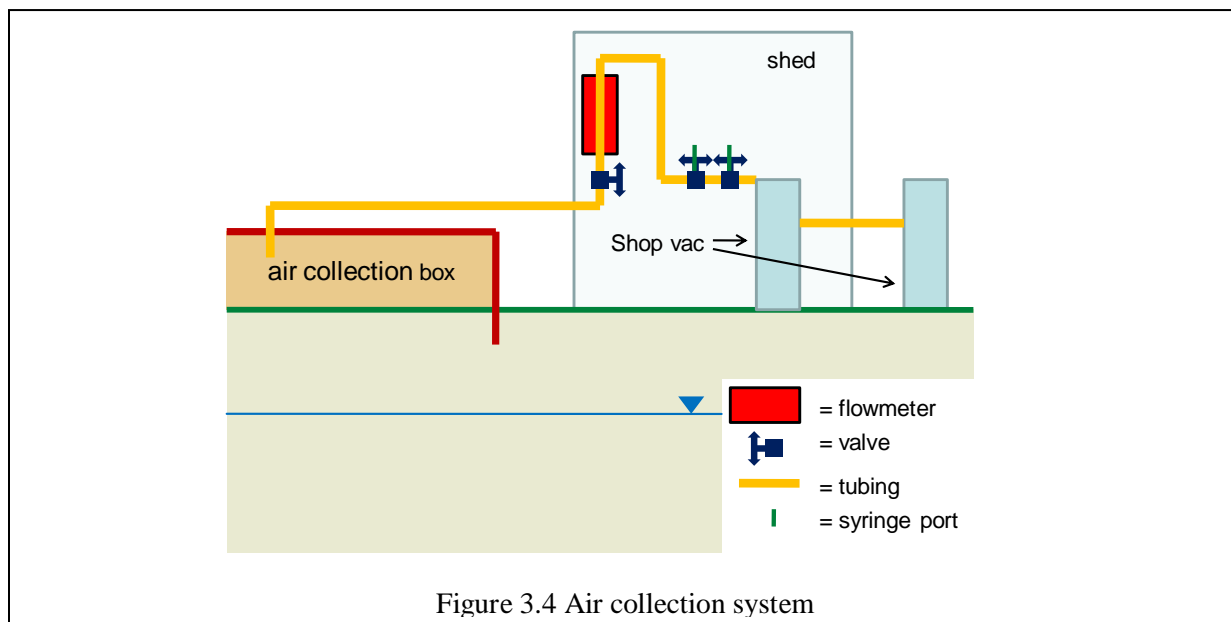 shed
Shop vac
air collection box
= flowmeter
= valve
= tubing
= syringe port
Figure 3.4 Air collection system